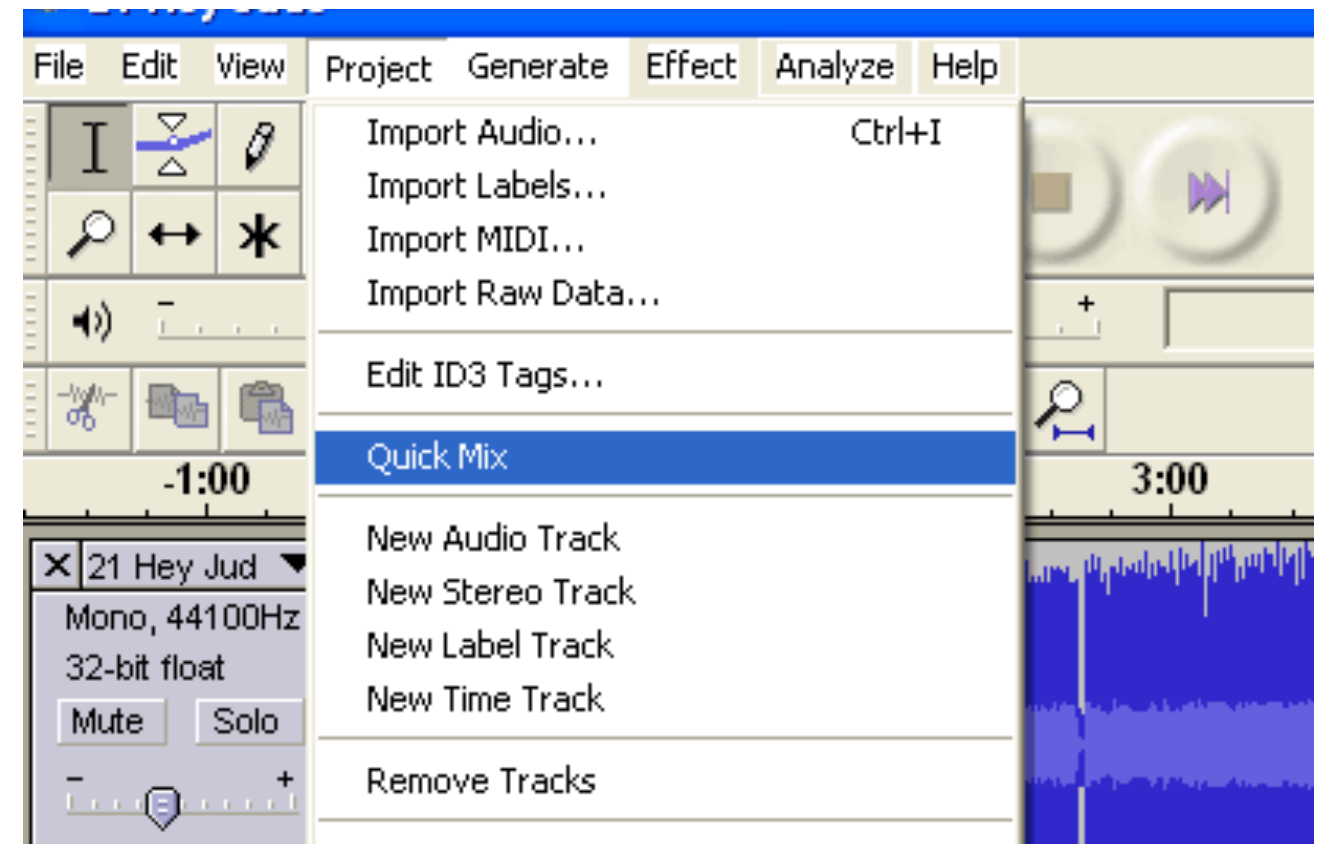 File Edit View Project Generate Effect Analyze Help
Import Audio... Ctrl+I
Import Labels...
Import MIDI...
Import Raw Data...
Edit ID3 Tags...
Quick Mix
-1:00 3:00
New Audio Track
21 Hey Jud
New Stereo Track
Mono, 44100Hz
New Label Track
32-bit float
New Time Track
Mute Solo
Remove Tracks